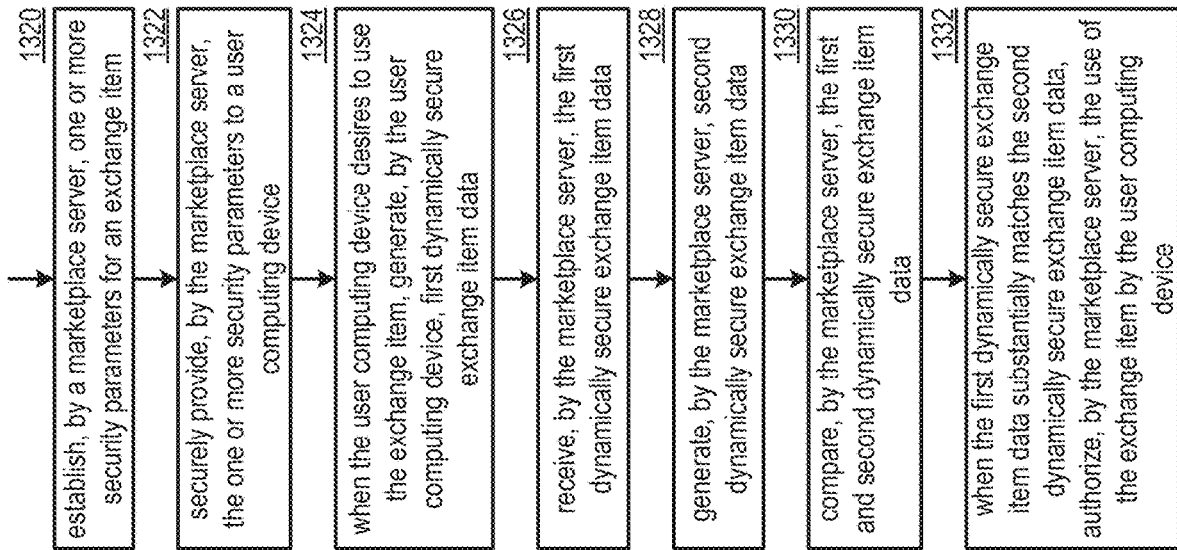 1320
establish, by a marketplace server, one or more
security parameters for an exchange item
1322
securely provide, by the marketplace server,
the one or more security parameters to a user
computing device
1324
when the user computing device desires to use
the exchange item, generate, by the user
computing device, first dynamically secure
exchange item data
1326
receive, by the marketplace server, the first
dynamically secure exchange item data
1328
generate, by the marketplace server, second
dynamically secure exchange item data
1330
compare, by the marketplace server, the first
and second dynamically secure exchange item
data
1332
when the first dynamically secure exchange
item data substantially matches the second
dynamically secure exchange item data,
authorize, by the marketplace server, the use of
the exchange item by the user computing
device